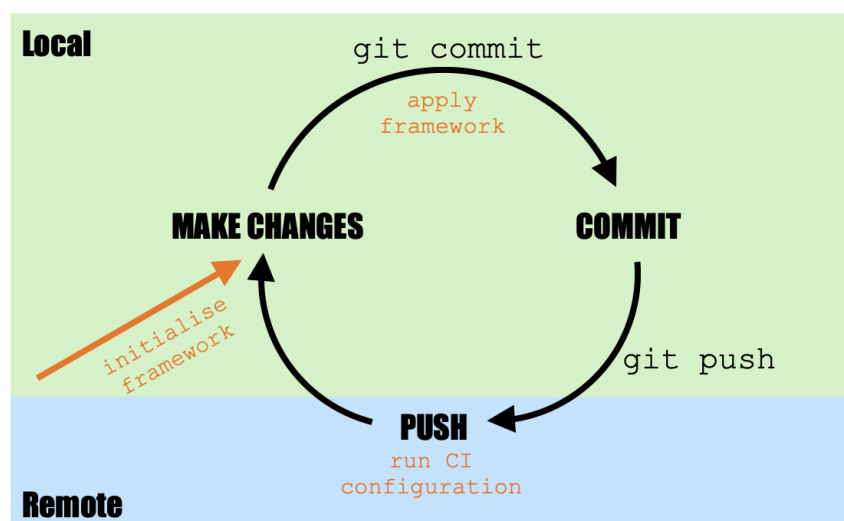 Local
git commit
apply
framework
MAKE CHANGES
COMMIT
initialise
framework
git push
PUSH
run CI
configuration
Remote